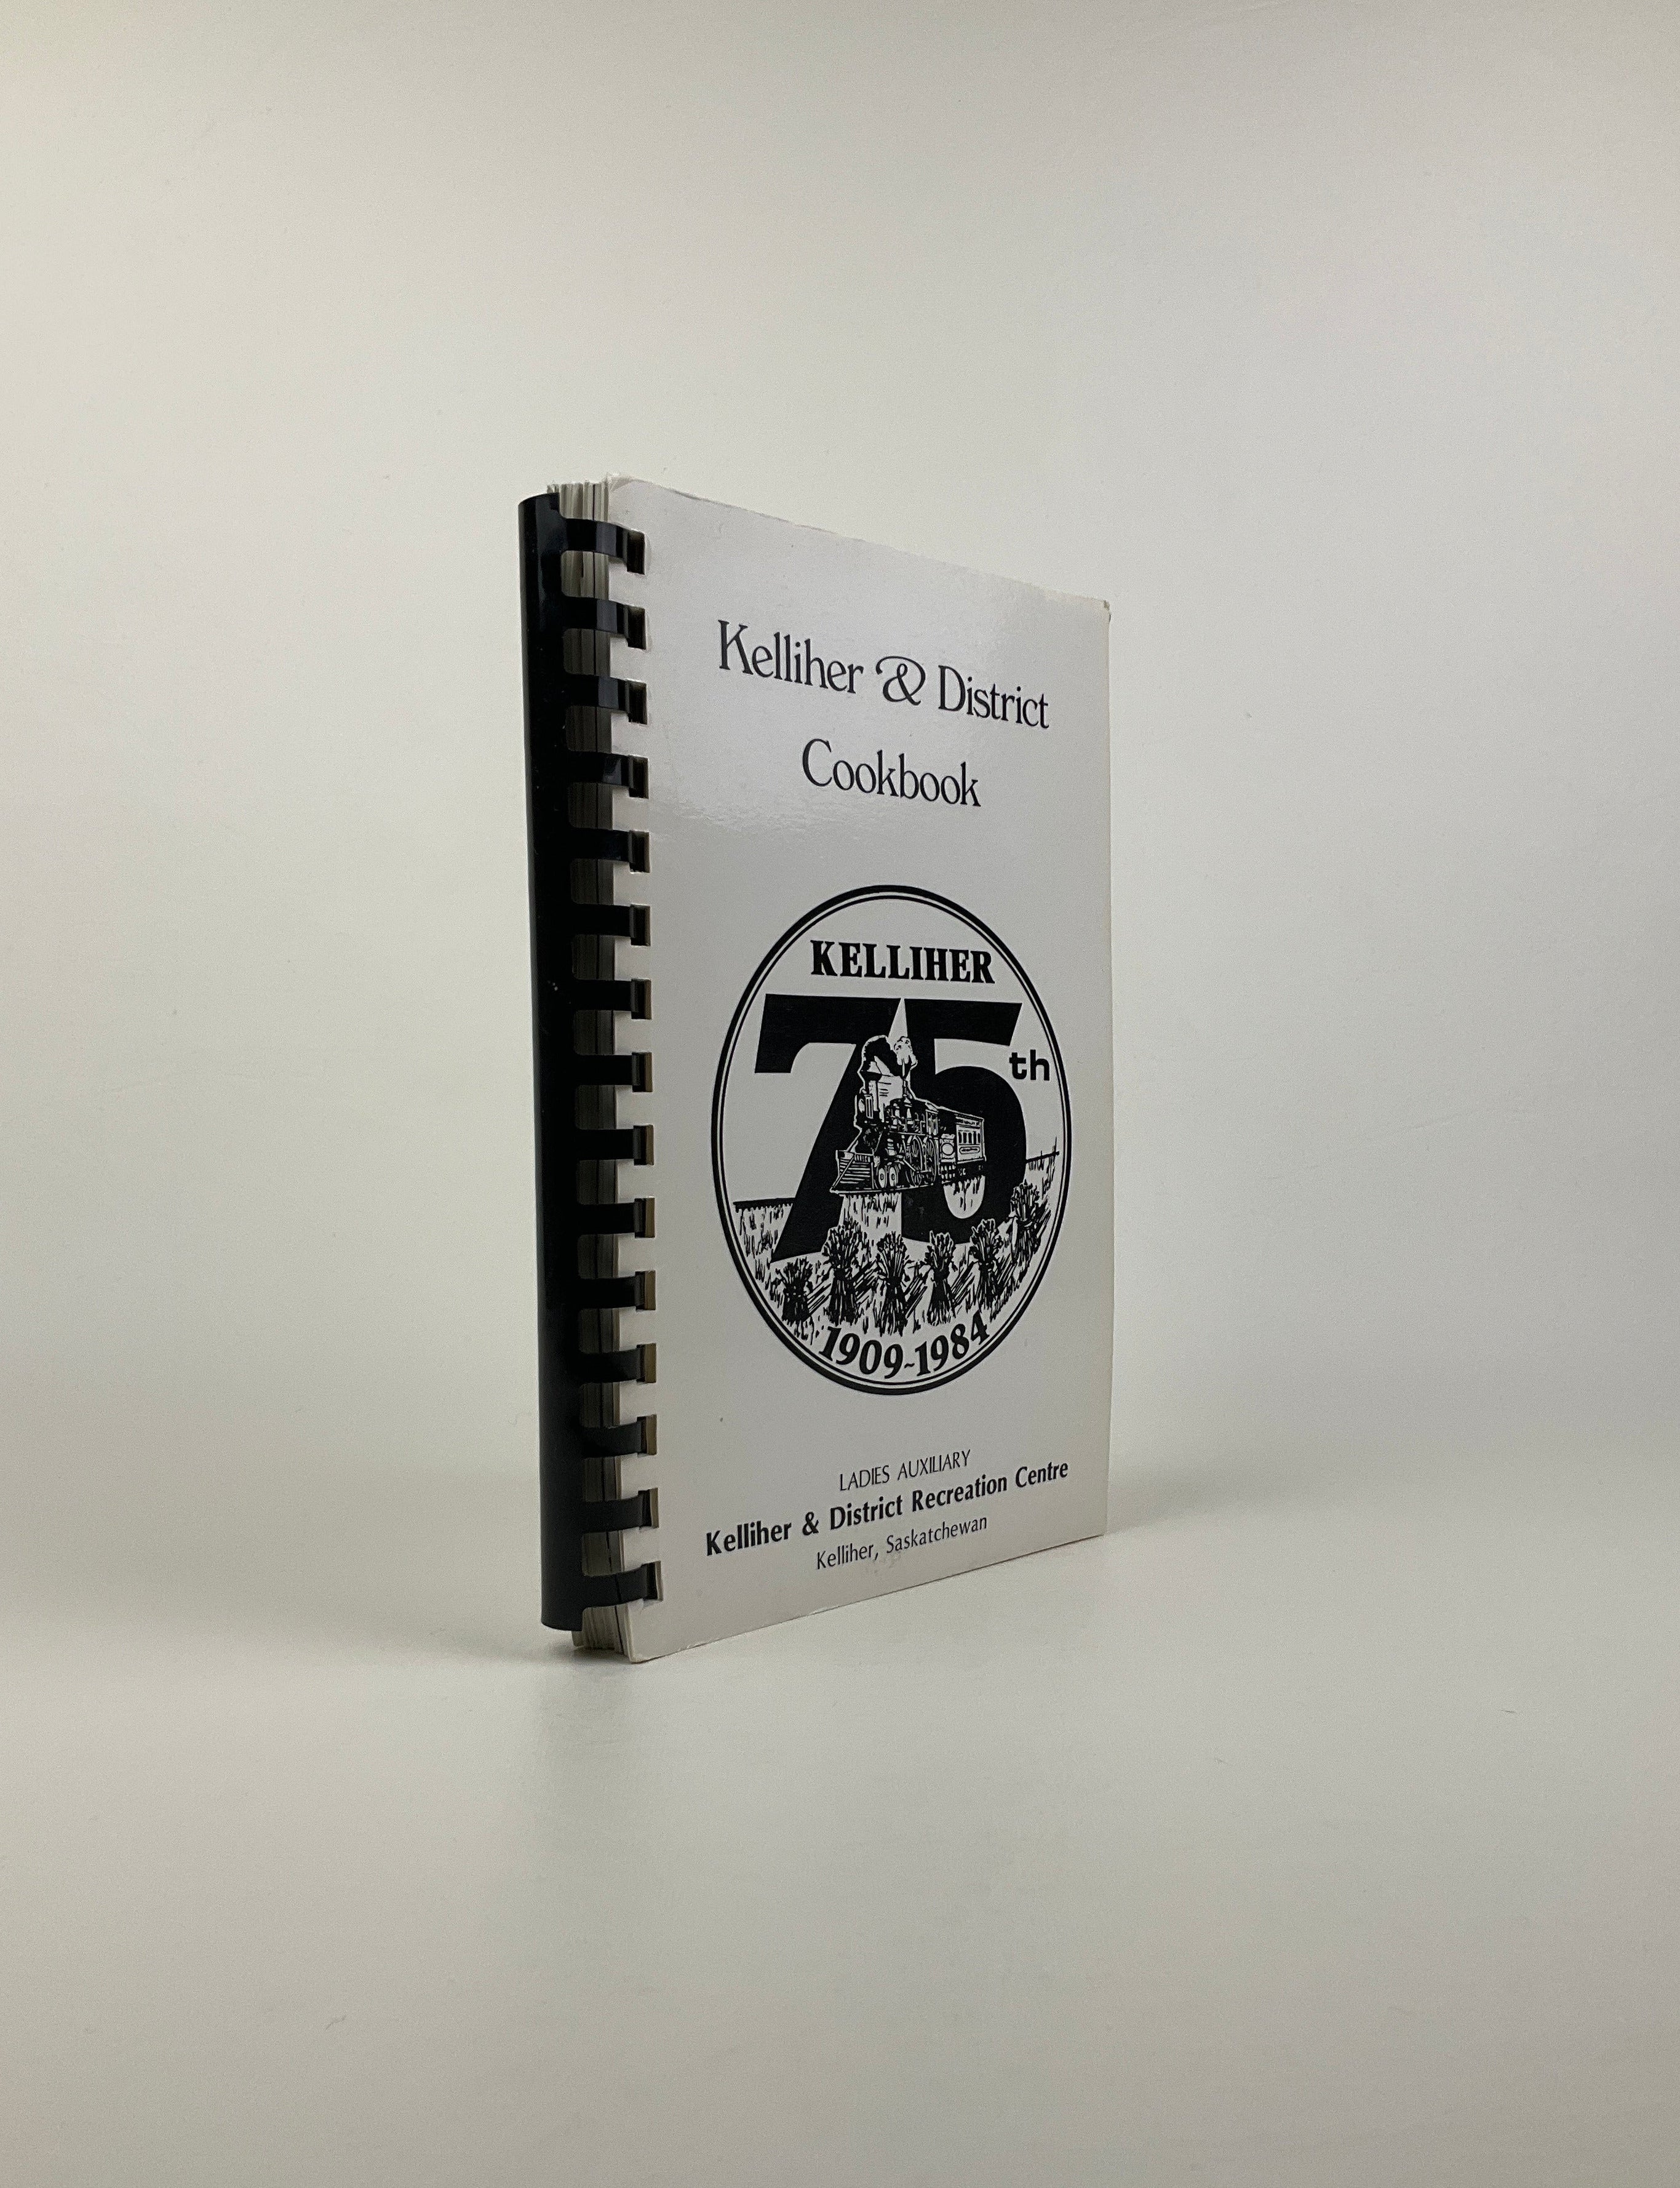 Kelliher & District
Cookbook
KELLIHER
75th
1909-1984
LADIES AUXILIARY
Kelliher & District Recreation Centre
Kelliher, Saskatchewan